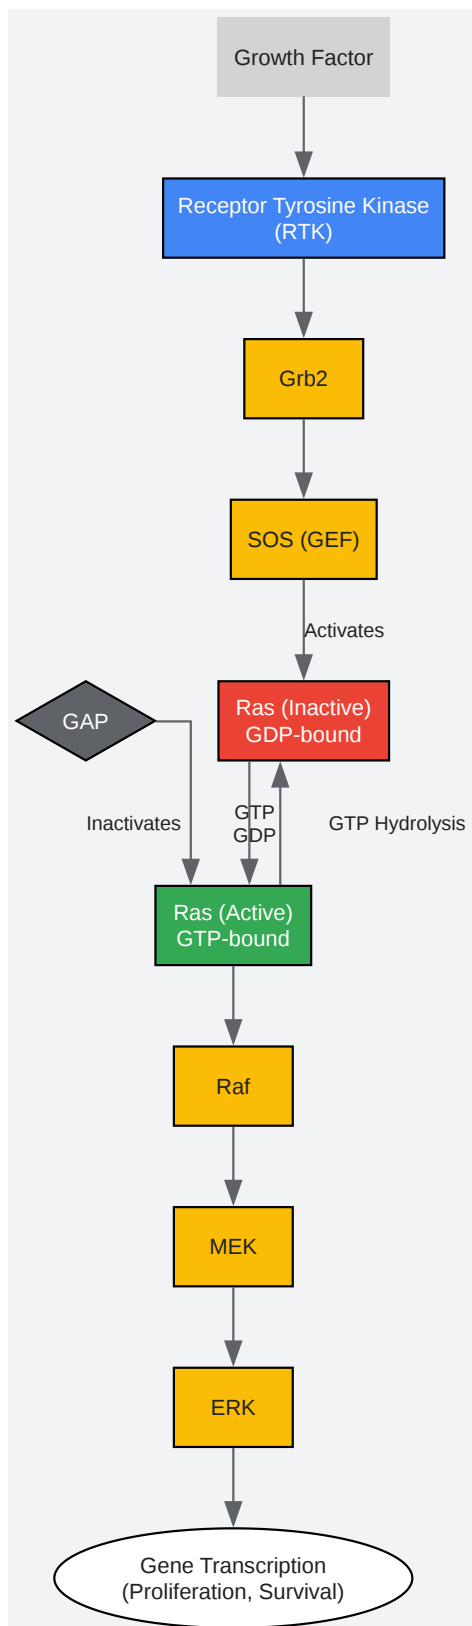 Growth Factor
Receptor Tyrosine Kinase
(RTK)
Grb2
SOS (GEF)
Activates
GAP
Ras (Inactive)
GDP-bound
Inactivates
GTP
GDP
GTP Hydrolysis
Ras (Active)
GTP-bound
Raf
MEK
ERK
Gene Transcription
(Proliferation, Survival)